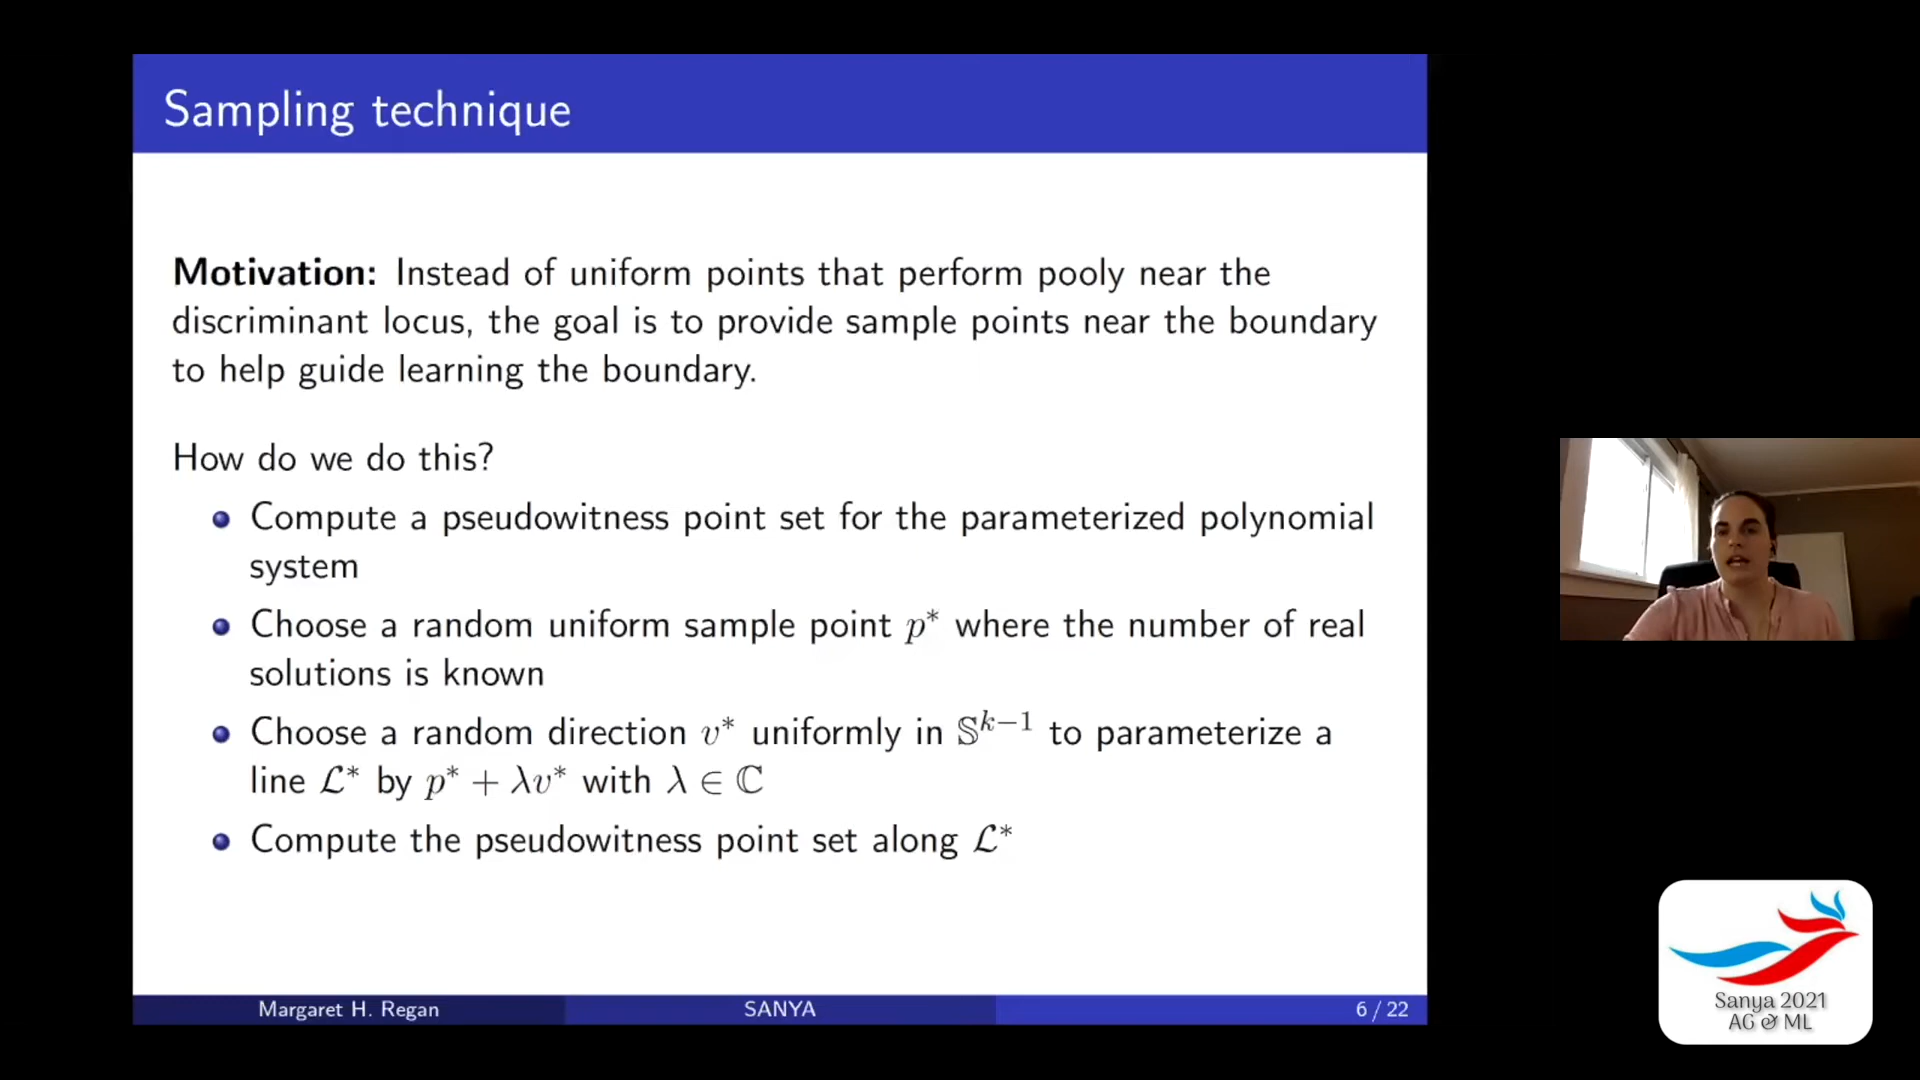 Sampling technique
Motivation: Instead of uniform points that perform pooly near the
discriminant locus, the goal is to provide sample points near the boundary
to help guide learning the boundary.
How do we do this?
Compute a pseudowitness point set for the parameterized polynomial
system
Choose a random uniform sample point p* where the number of real
solutions is known
Choose a random direction v* uniformly in 𝕊^{k−1} to parameterize a
line ℒ* by p* + λv* with λ ∈ ℂ
Compute the pseudowitness point set along ℒ*
Margaret H. Regan
SANYA
6 / 22
Sanya 2021
AG & ML